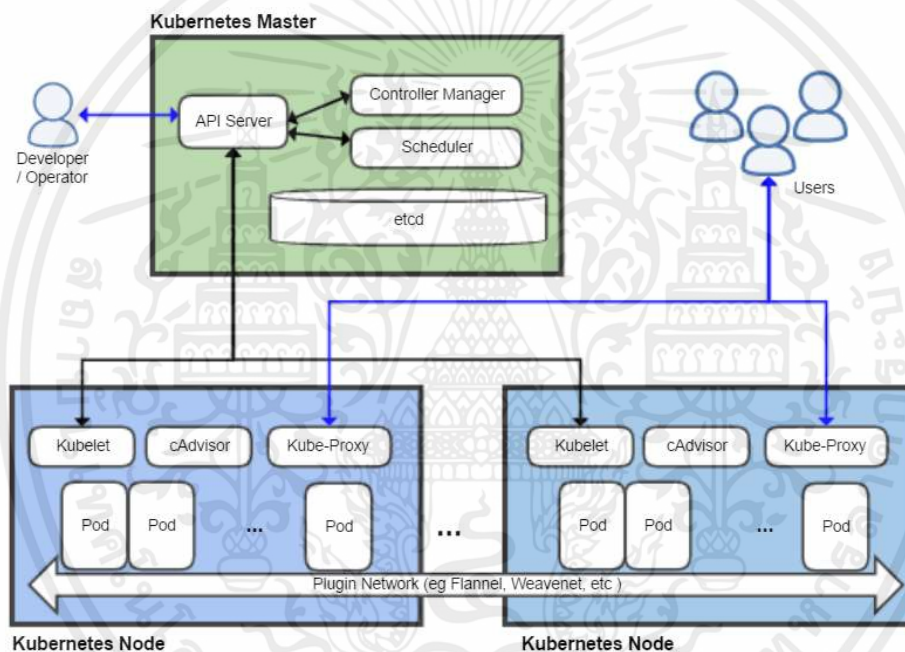 Kubernetes Master
API Server
Controller Manager
Scheduler
etcd
Developer
/ Operator
Users
Kubelet
cAdvisor
Kube-Proxy
Pod
Pod
...
Pod
...
Kubelet
cAdvisor
Kube-Proxy
Pod
Pod
...
Pod
Plugin Network (eg Flannel, Weavenet, etc )
Kubernetes Node
Kubernetes Node